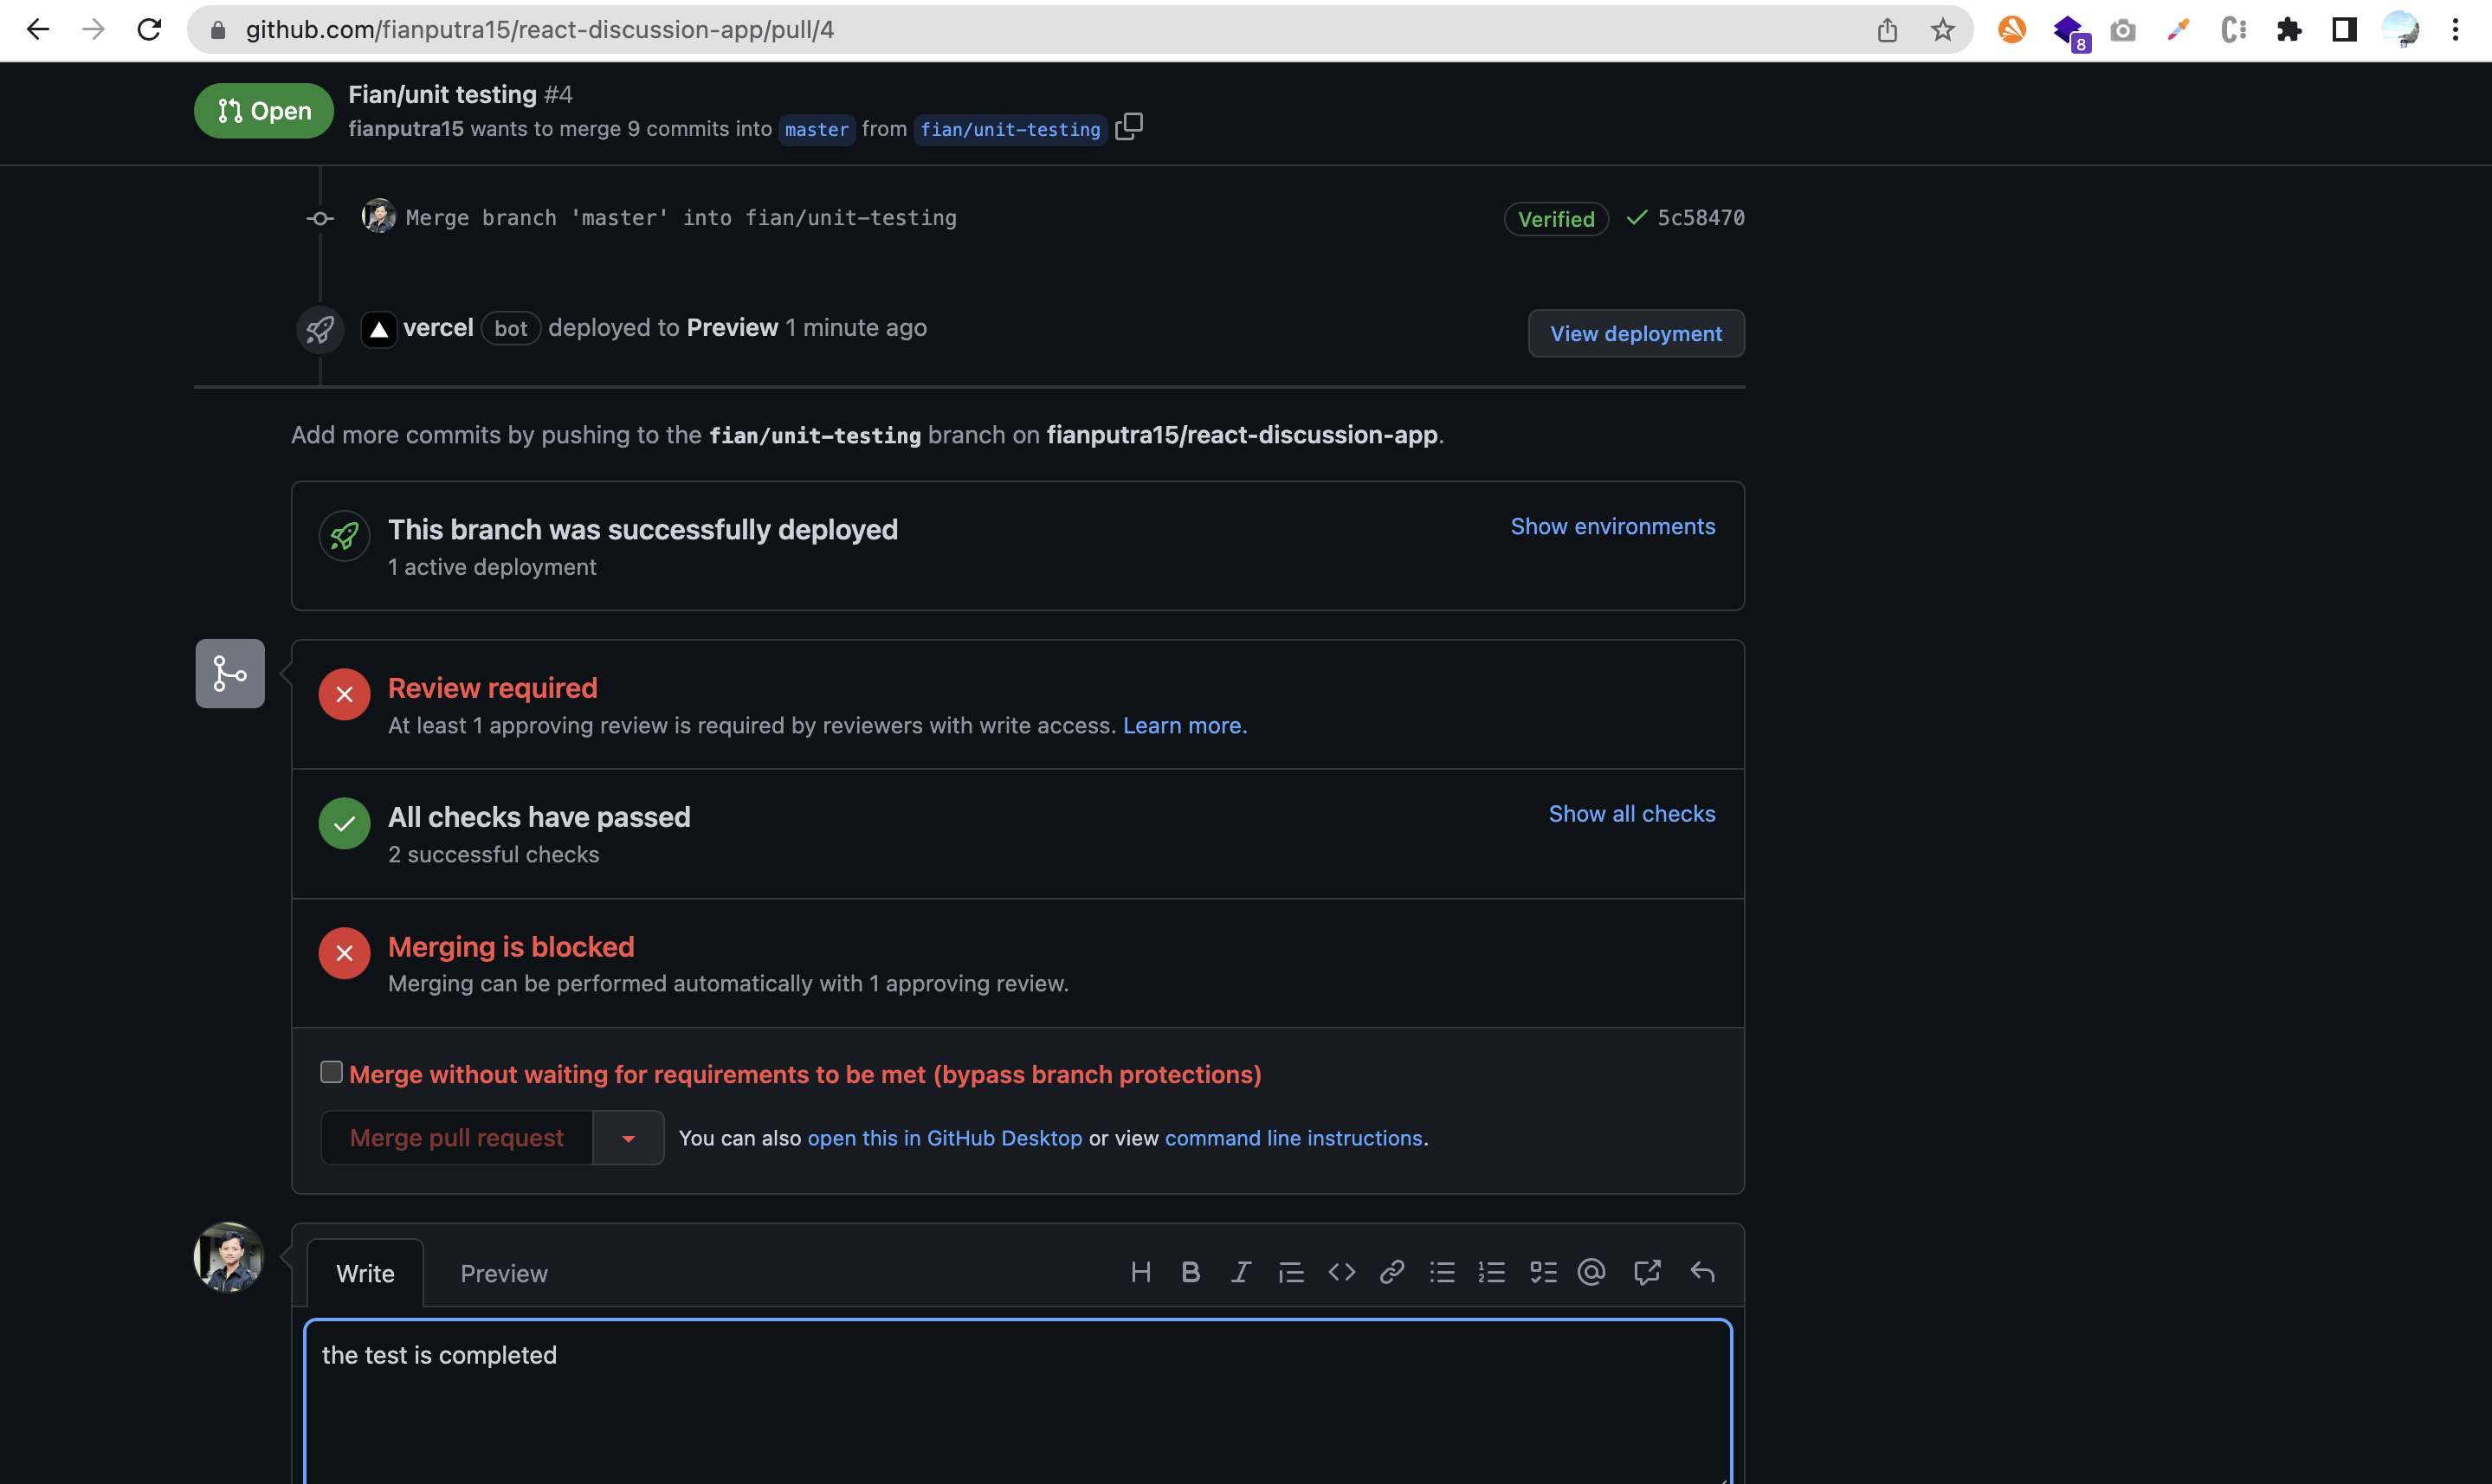 github.com/fianputra15/react-discussion-app/pull/4
8
Open
Fian/unit testing #4
fianputra15 wants to merge 9 commits into master from fian/unit-testing
Merge branch 'master' into fian/unit-testing
Verified
5c58470
vercel bot deployed to Preview 1 minute ago
View deployment
Add more commits by pushing to the fian/unit-testing branch on fianputra15/react-discussion-app.
This branch was successfully deployed
Show environments
1 active deployment
Review required
At least 1 approving review is required by reviewers with write access. Learn more.
All checks have passed
Show all checks
2 successful checks
Merging is blocked
Merging can be performed automatically with 1 approving review.
Merge without waiting for requirements to be met (bypass branch protections)
Merge pull request
You can also open this in GitHub Desktop or view command line instructions.
Write
Preview
the test is completed